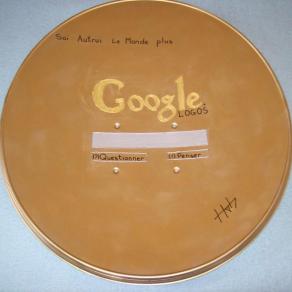 Soi Autrui Le Monde plus
Google
LOGOS
Questionner Penser